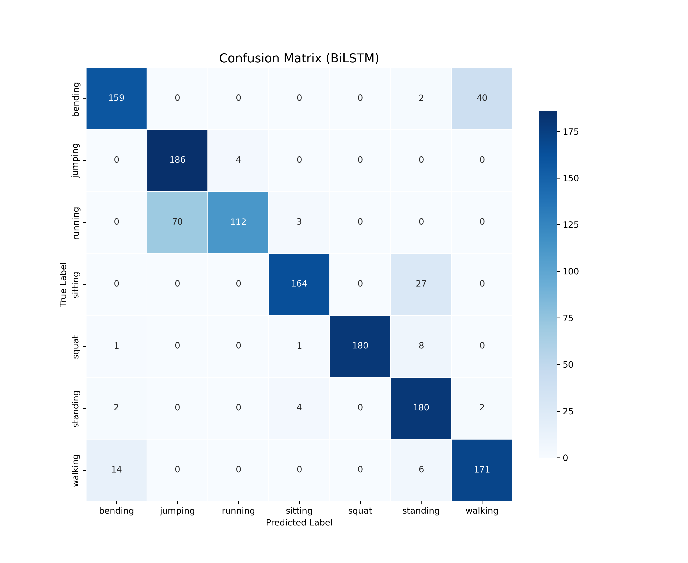 Confusion Matrix (BiLSTM)
bending 159 0 0 0 0 2 40
jumping 0 186 4 0 0 0 0
running 0 70 112 3 0 0 0
sitting 0 0 0 164 0 27 0
squat 1 0 0 1 180 8 0
standing 2 0 0 4 0 180 2
walking 14 0 0 0 0 6 171
bending jumping running sitting squat standing walking
Predicted Label
True Label
175
150
125
100
75
50
25
0